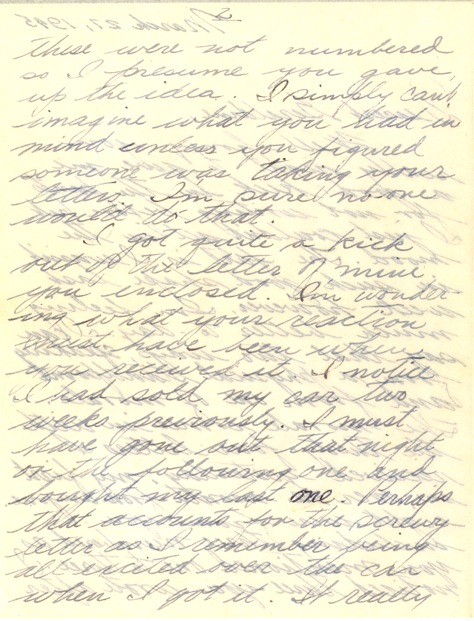 2
these were not numbered
so I presume you gave
up the idea. I simply can't
imagine what you had in
mind unless you figured
someone was taking your
letters. I'm sure no one
would do that.
I got quite a kick
out of the letter of mine
you enclosed. I'm wonder-
ing what your reaction
must have been when
you received it. I notice
I had sold my car two
weeks previously. I must
have gone out that night
or the following one and
bought my last one. Perhaps
that accounts for the screwy
letter as I remember being
all excited over the car
when I got it. It really